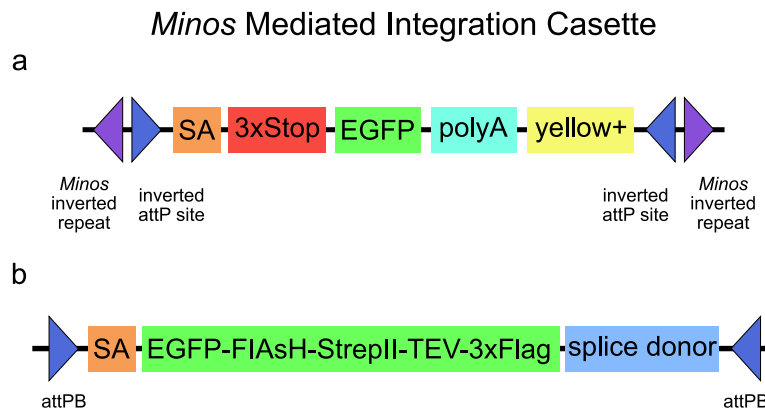 Minos Mediated Integration Casette
a
SA 3xStop EGFP polyA yellow+
Minos
inverted
repeat
inverted
attP site
inverted
attP site
Minos
inverted
repeat
b
SA EGFP-FlAsH-StrepII-TEV-3xFlag splice donor
attPB
attPB